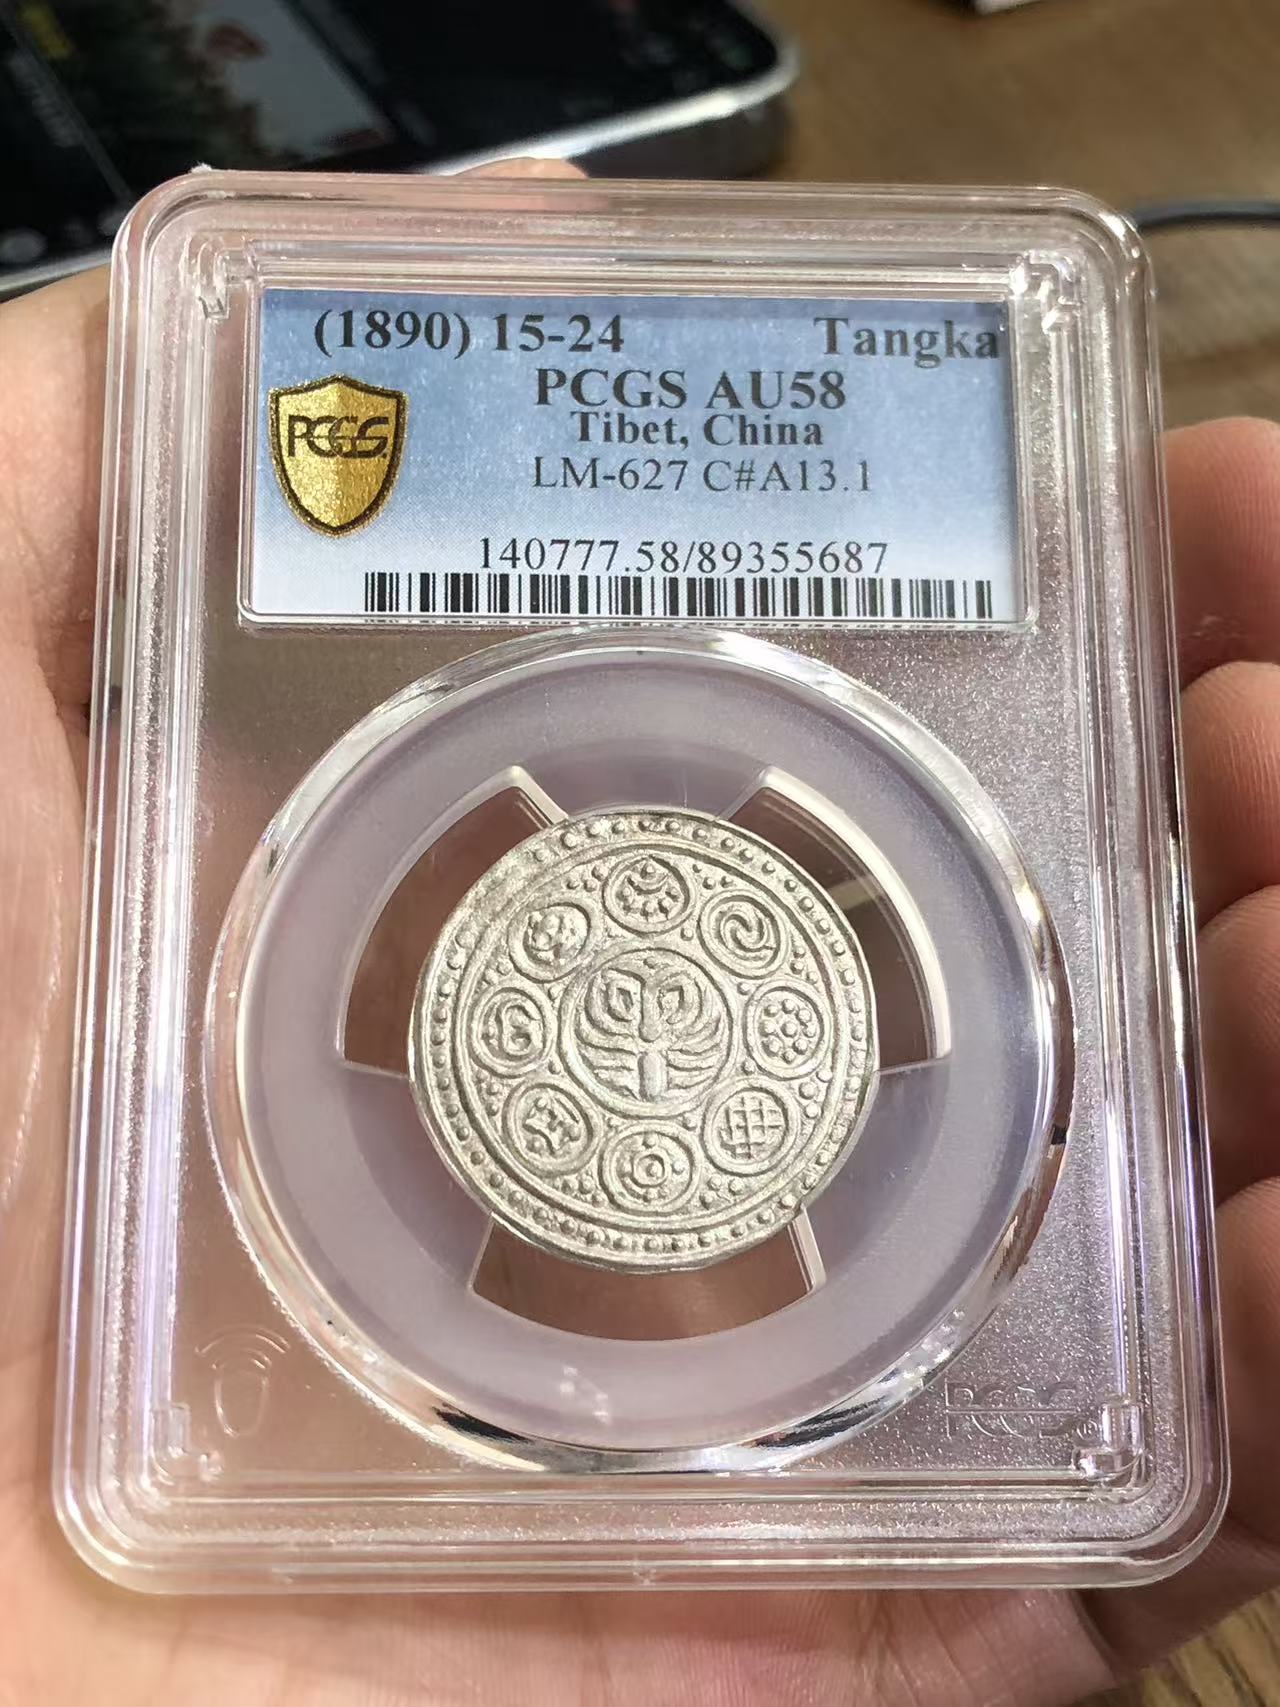 (1890) 15-24 Tangka
PCGS AU58
Tibet, China
LM-627 C#A13.1
140777.58/89355687
PCGS
PCGS